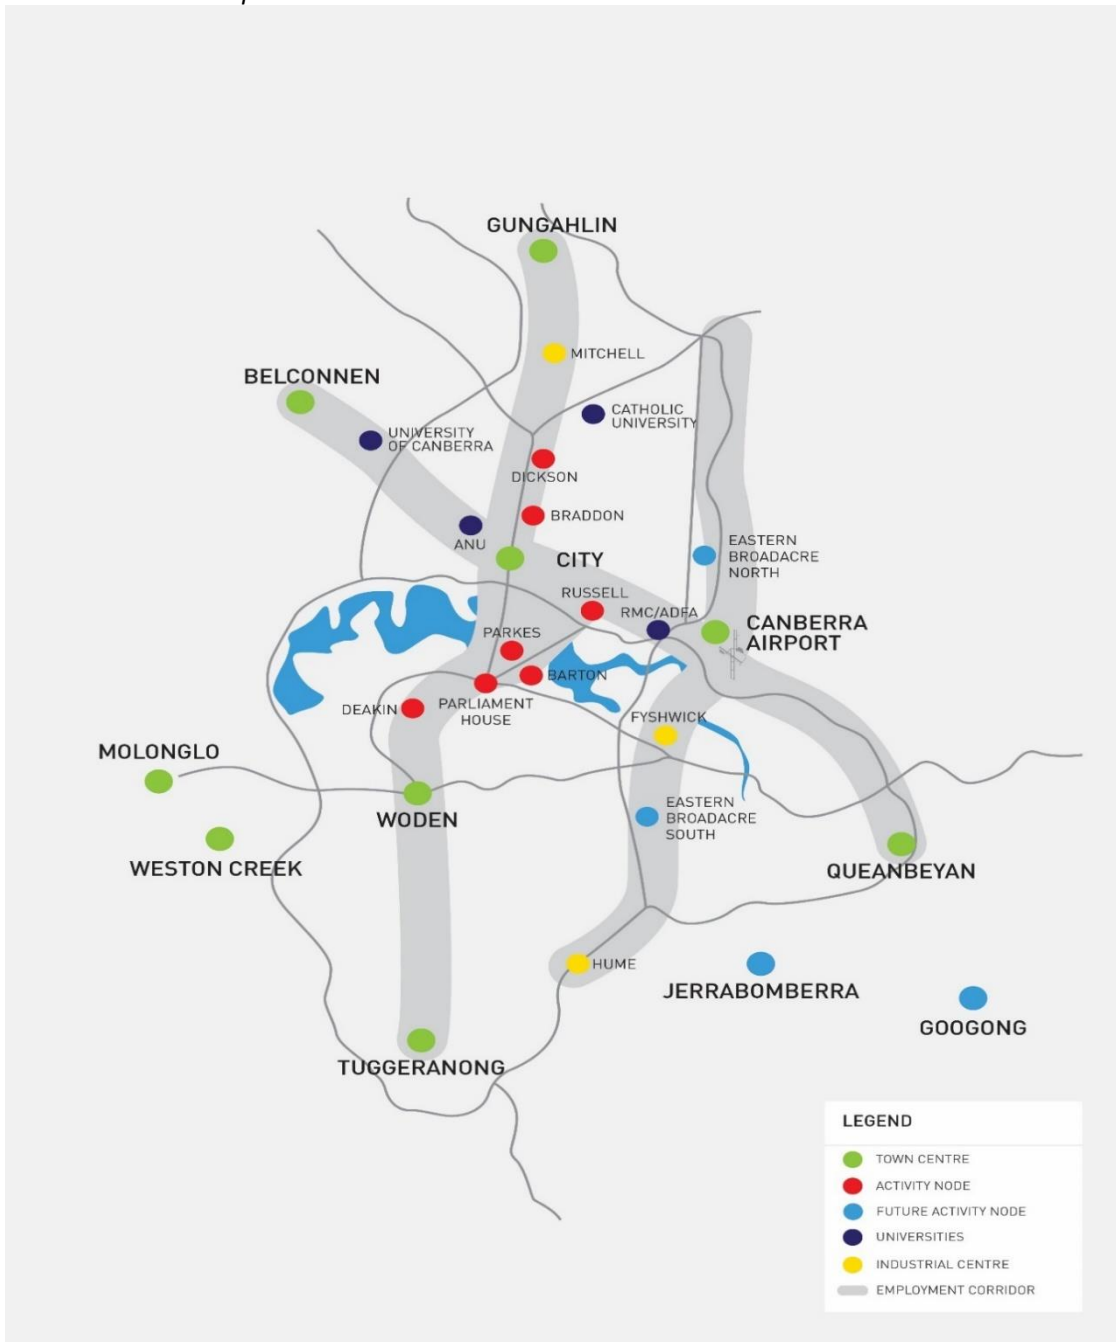 GUNGAHLIN
MITCHELL
BELCONNEN
CATHOLIC
UNIVERSITY
UNIVERSITY
OF CANBERRA
DICKSON
BRADDON
ANU
CITY
EASTERN
BROADACRE
NORTH
RUSSELL
RMC/ADFA
CANBERRA
AIRPORT
PARKES
BARTON
DEAKIN
PARLIAMENT
HOUSE
FYSHWICK
MOLONGLO
WODEN
EASTERN
BROADACRE
SOUTH
WESTON CREEK
QUEANBEYAN
HUME
JERRABOMBERRA
GOOGONG
TUGGERANONG
LEGEND
TOWN CENTRE
ACTIVITY NODE
FUTURE ACTIVITY NODE
UNIVERSITIES
INDUSTRIAL CENTRE
EMPLOYMENT CORRIDOR